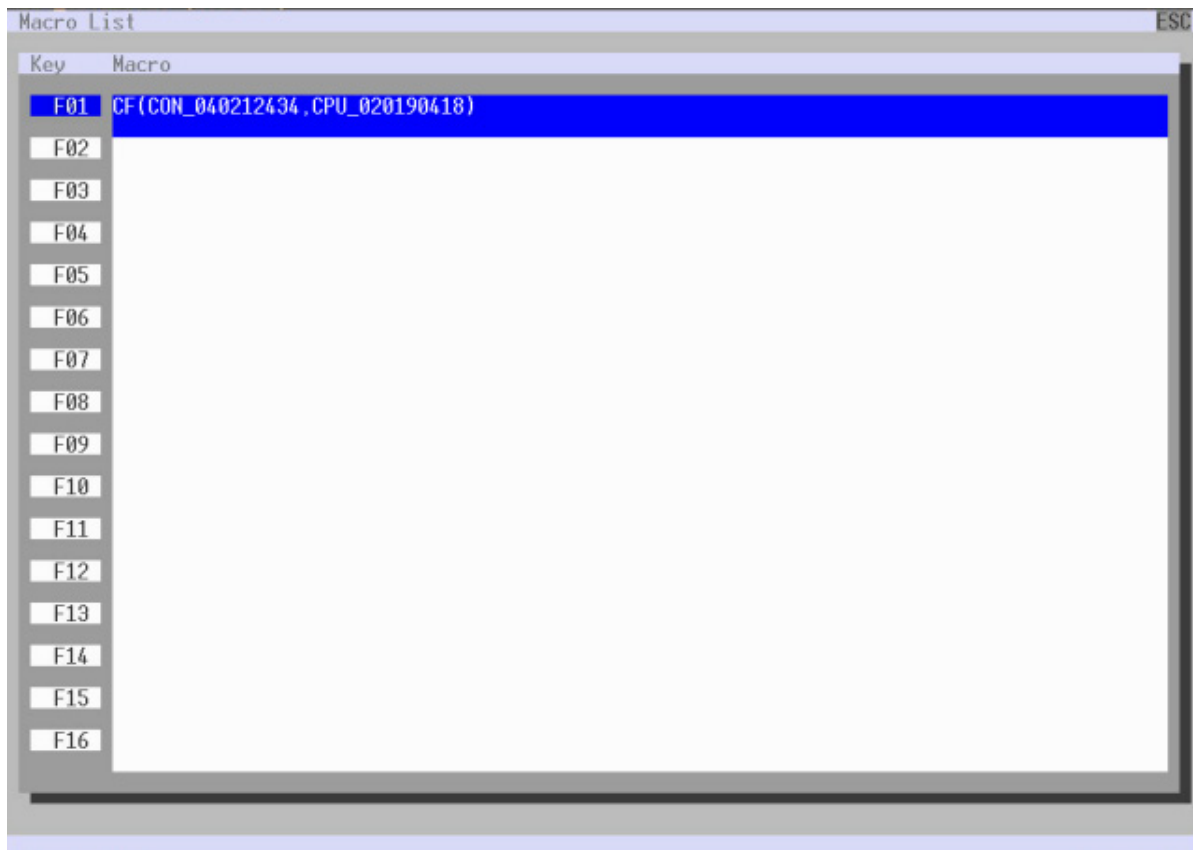 Macro List ESC
Key Macro
F01 CF(CON_040212434,CPU_020190418)
F02
F03
F04
F05
F06
F07
F08
F09
F10
F11
F12
F13
F14
F15
F16